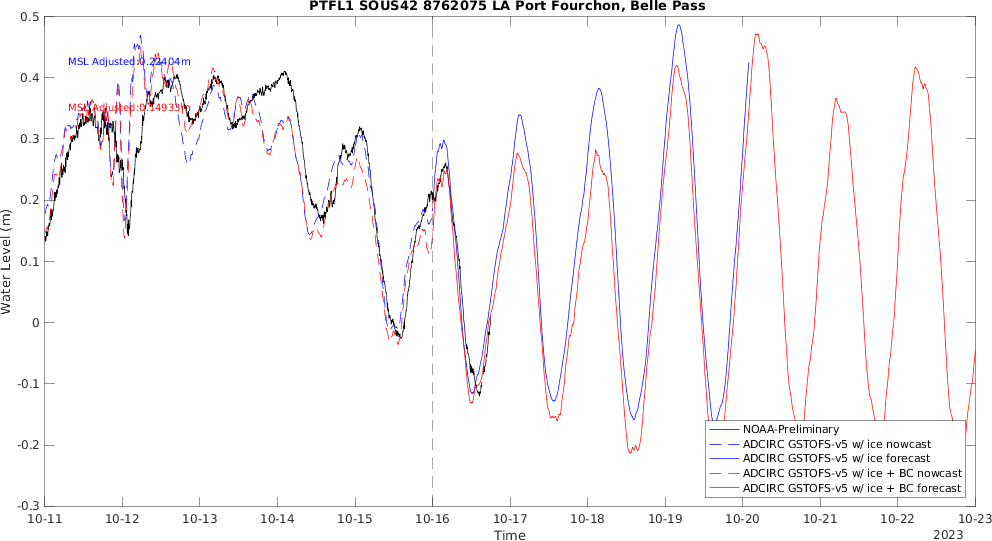 PTFL1 SOUS42 8762075 LA Port Fourchon, Belle Pass
0.5
0.4
0.3
0.2
0.1
0
-0.1
-0.2
-0.3
Water Level (m)
MSL Adjusted:0.22404m
MSL Adjusted:0.14933m
NOAA-Preliminary
ADCIRC GSTOFS-v5 w/ ice nowcast
ADCIRC GSTOFS-v5 w/ ice forecast
ADCIRC GSTOFS-v5 w/ ice + BC nowcast
ADCIRC GSTOFS-v5 w/ ice + BC forecast
10-11 10-12 10-13 10-14 10-15 10-16 10-17 10-18 10-19 10-20 10-21 10-22 10-23
Time
2023